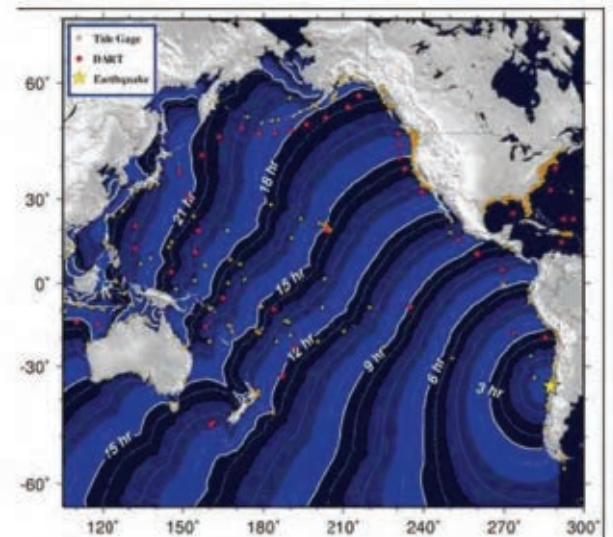 Tide Gage
DART
Earthquake
60°
30°
0°
-30°
-60°
21 hr
18 hr
15 hr
12 hr
9 hr
6 hr
3 hr
15 hr
120° 150° 180° 210° 240° 270° 300°